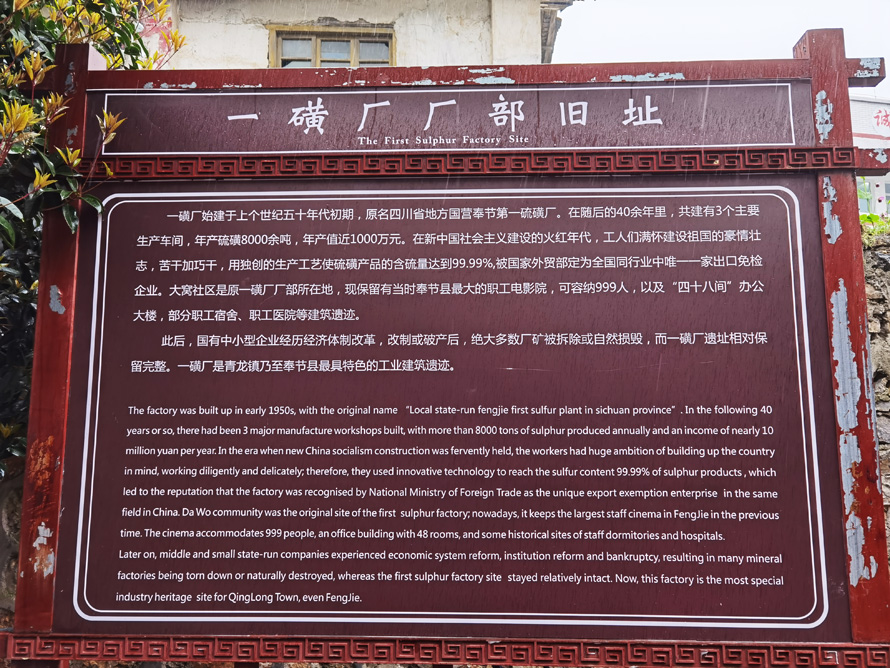 一磺厂厂部旧址
The First Sulphur Factory Site
一磺厂始建于上个世纪五十年代初期，原名四川省地方国营奉节第一硫磺厂。在随后的40余年里，共建有3个主要
生产车间，年产硫磺8000余吨，年产值近1000万元。在新中国社会主义建设的火红年代，工人们满怀建设祖国的豪情壮
志，苦干加巧干，用独创的生产工艺使硫磺产品的含硫量达到99.99%,被国家外贸部定为全国同行业中唯一一家出口免检
企业。大窝社区是原一磺厂厂部所在地，现保留有当时奉节县最大的职工电影院，可容纳999人，以及“四十八间”办公
大楼，部分职工宿舍、职工医院等建筑遗迹。
此后，国有中小型企业经历经济体制改革，改制或破产后，绝大多数厂矿被拆除或自然损毁，而一磺厂遗址相对保
留完整。一磺厂是青龙镇乃至奉节县最具特色的工业建筑遗迹。
The factory was built up in early 1950s, with the original name “Local state-run fengjie first sulfur plant in sichuan province”. In the following 40
years or so, there had been 3 major manufacture workshops built, with more than 8000 tons of sulphur produced annually and an income of nearly 10
million yuan per year. In the era when new China socialism construction was fervently held, the workers had huge ambition of building up the country
in mind, working diligently and delicately; therefore, they used innovative technology to reach the sulfur content 99.99% of sulphur products, which
led to the reputation that the factory was recognised by National Ministry of Foreign Trade as the unique export exemption enterprise in the same
field in China. Da Wo community was the original site of the first sulphur factory; nowadays, it keeps the largest staff cinema in FengJie in the previous
time. The cinema accommodates 999 people, an office building with 48 rooms, and some historical sites of staff dormitories and hospitals.
Later on, middle and small state-run companies experienced economic system reform, institution reform and bankruptcy, resulting in many mineral
factories being torn down or naturally destroyed, whereas the first sulphur factory site stayed relatively intact. Now, this factory is the most special
industry heritage site for QingLong Town, even FengJie.
诚